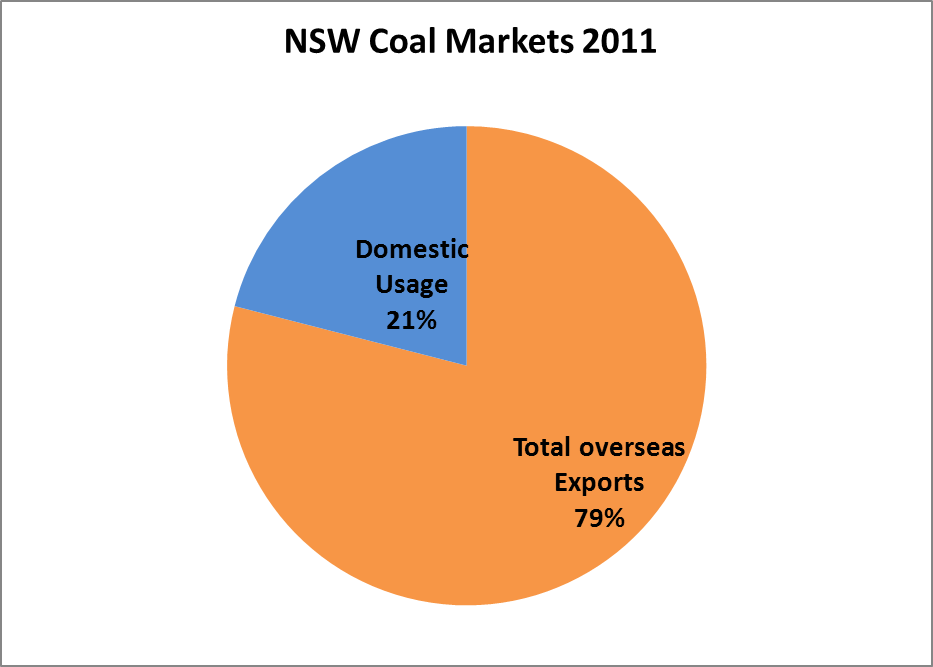 NSW Coal Markets 2011
Domestic
Usage
21%
Total overseas
Exports
79%